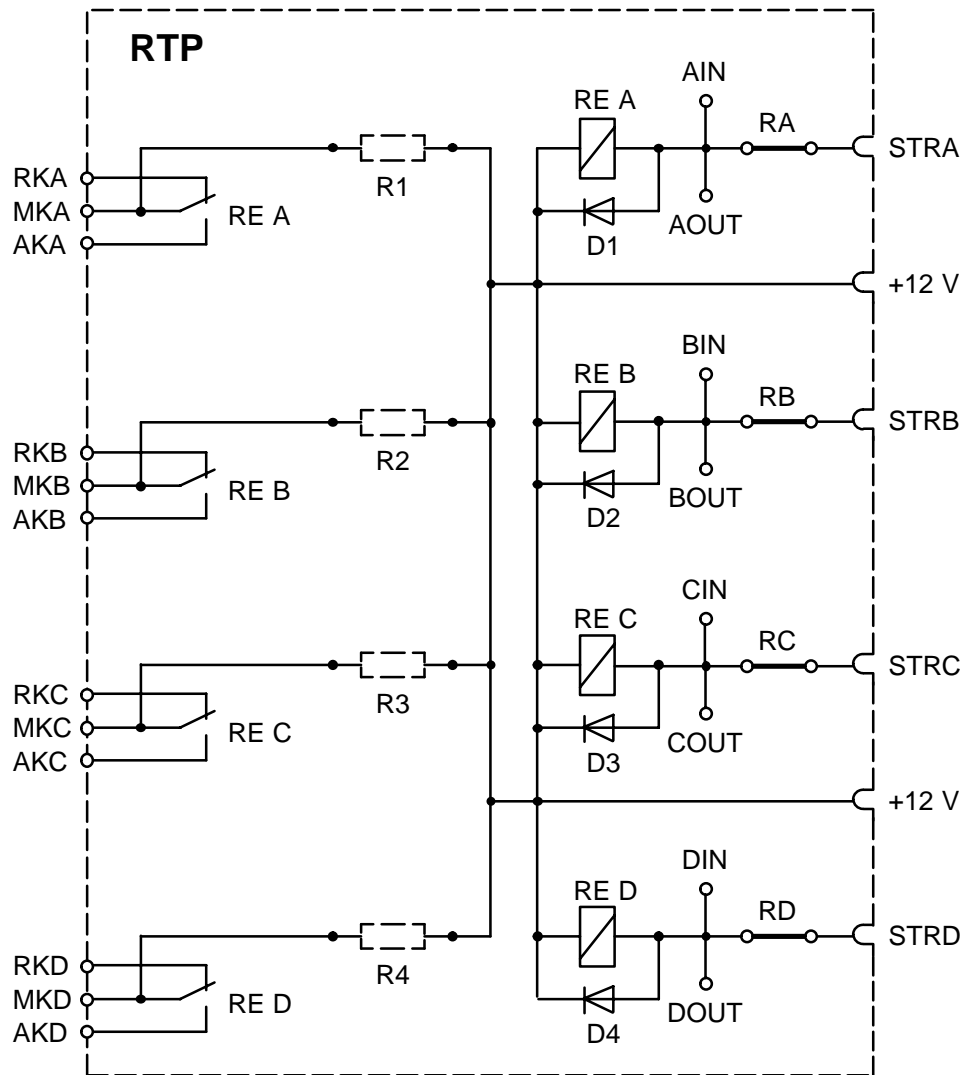 RTP
AIN
RE A
RA
STRA
RKA
MKA
AKA
RE A
R1
D1
AOUT
+12 V
BIN
RE B
RB
STRB
RKB
MKB
AKB
RE B
R2
D2
BOUT
CIN
RE C
RC
STRC
RKC
MKC
AKC
RE C
R3
D3
COUT
+12 V
DIN
RE D
RD
STRD
RKD
MKD
AKD
RE D
R4
D4
DOUT